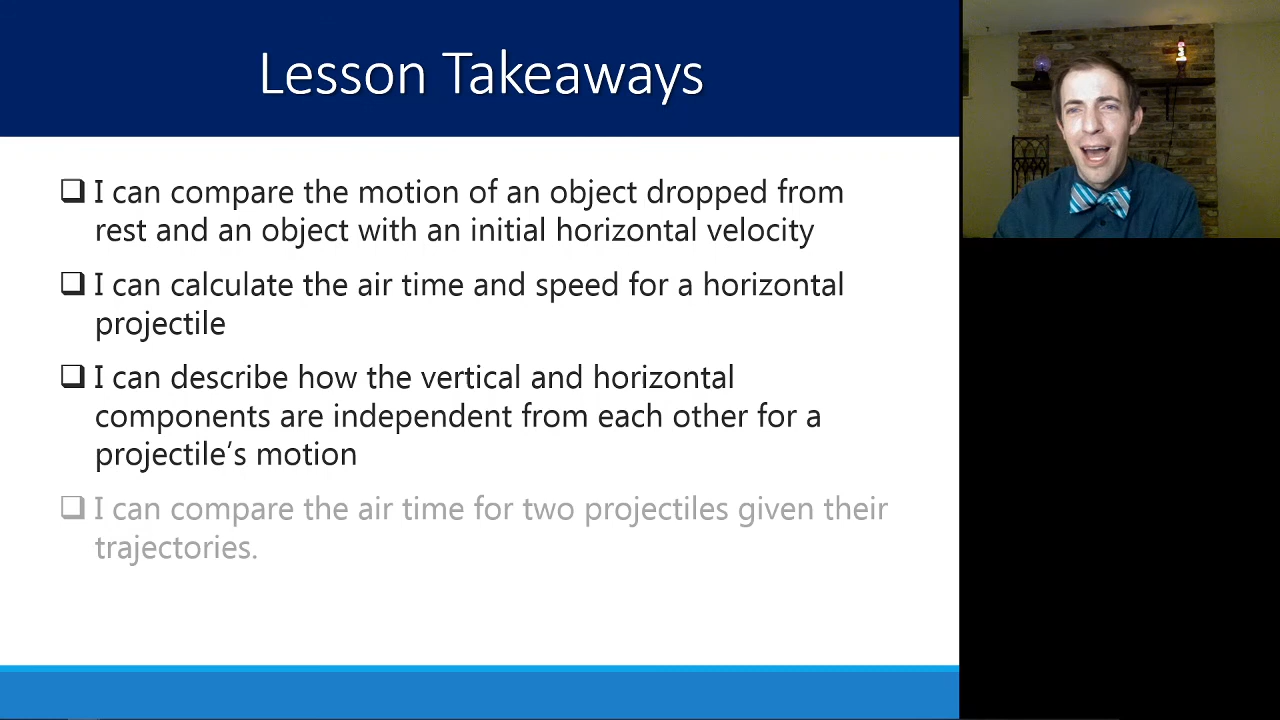 Lesson Takeaways
❑ I can compare the motion of an object dropped from
rest and an object with an initial horizontal velocity
❑ I can calculate the air time and speed for a horizontal
projectile
❑ I can describe how the vertical and horizontal
components are independent from each other for a
projectile’s motion
❑ I can compare the air time for two projectiles given their
trajectories.